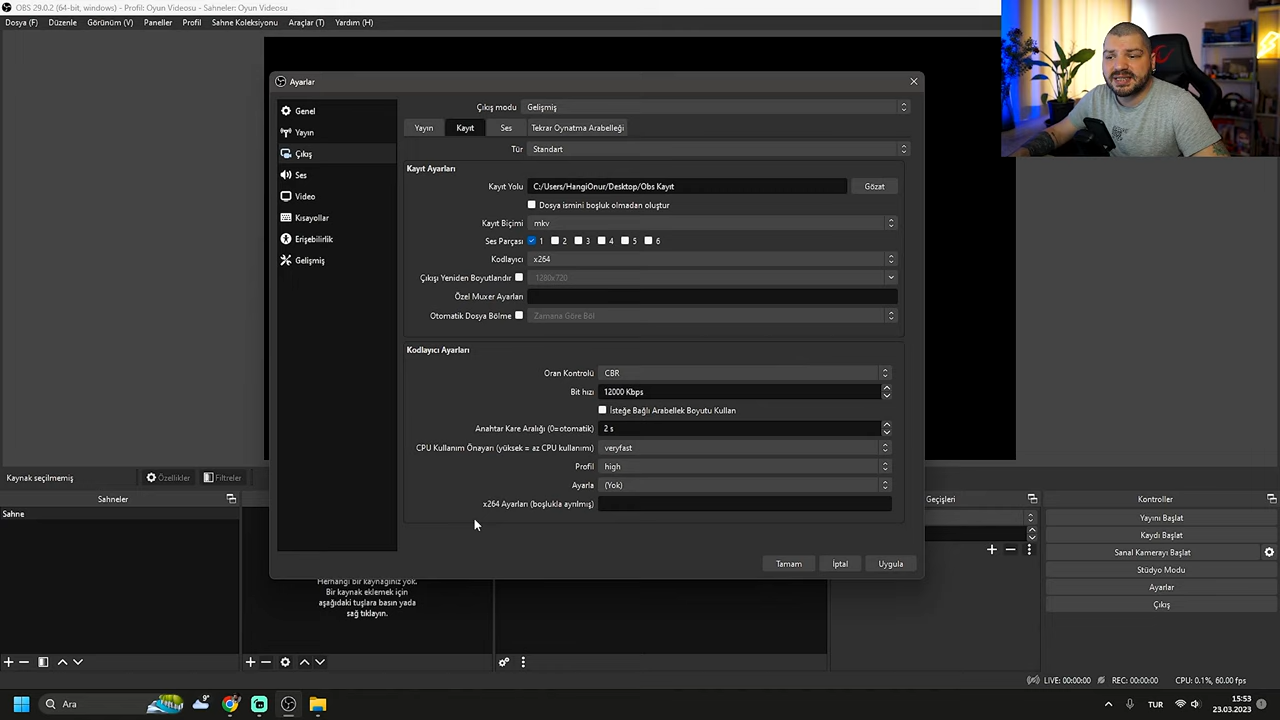 OBS 29.0.2 (64-bit, windows) - Profil: Oyun Videosu - Sahneler: Oyun Videosu
Dosya (F) Düzenle Görünüm (V) Paneller Profil Sahne Koleksiyonu Araçlar (T) Yardım (H)
Ayarlar
Genel
Yayın
Çıkış
Ses
Video
Kısayollar
Erişebilirlik
Gelişmiş
Çıkış modu Gelişmiş
Yayın Kayıt Ses Tekrar Oynatma Arabelleği
Tür Standart
Kayıt Ayarları
Kayıt Yolu C:/Users/HangiOnur/Desktop/Obs Kayıt Gözat
Dosya ismini boşluk olmadan oluştur
Kayıt Biçimi mkv
Ses Parçası 1 2 3 4 5 6
Kodlayıcı x264
Çıkışı Yeniden Boyutlandır 1280x720
Özel Muxer Ayarları
Otomatik Dosya Bölme Zamana Göre Böl
Kodlayıcı Ayarları
Oran Kontrolü CBR
Bit hızı 12000 Kbps
İsteğe Bağlı Arabellek Boyutu Kullan
Anahtar Kare Aralığı (0=otomatik) 2 s
CPU Kullanım Önayarı (yüksek = az CPU kullanımı) veryfast
Profil high
Ayarla (Yok)
x264 Ayarları (boşlukla ayrılmış)
Tamam İptal Uygula
Kaynak seçilmemiş Özellikler Filtreler
Sahneler
Sahne
Herhangi bir kaynağınız yok.
Bir kaynak eklemek için
aşağıdaki tuşlara basın yada
sağ tıklayın.
Geçişleri
Kontroller
Yayını Başlat
Kaydı Başlat
Sanal Kamerayı Başlat
Stüdyo Modu
Ayarlar
Çıkış
LIVE: 00:00:00 REC: 00:00:00 CPU: 0.1%, 60.00 fps
Ara
TUR
15:53
23.03.2023